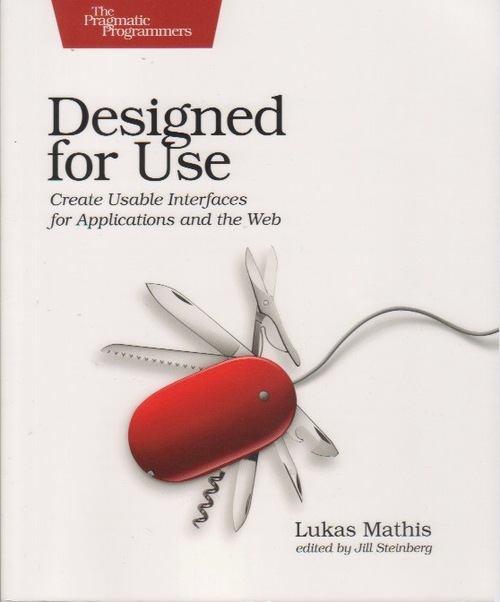 The
Pragmatic
Programmers
Designed
for Use
Create Usable Interfaces
for Applications and the Web
Lukas Mathis
edited by Jill Steinberg